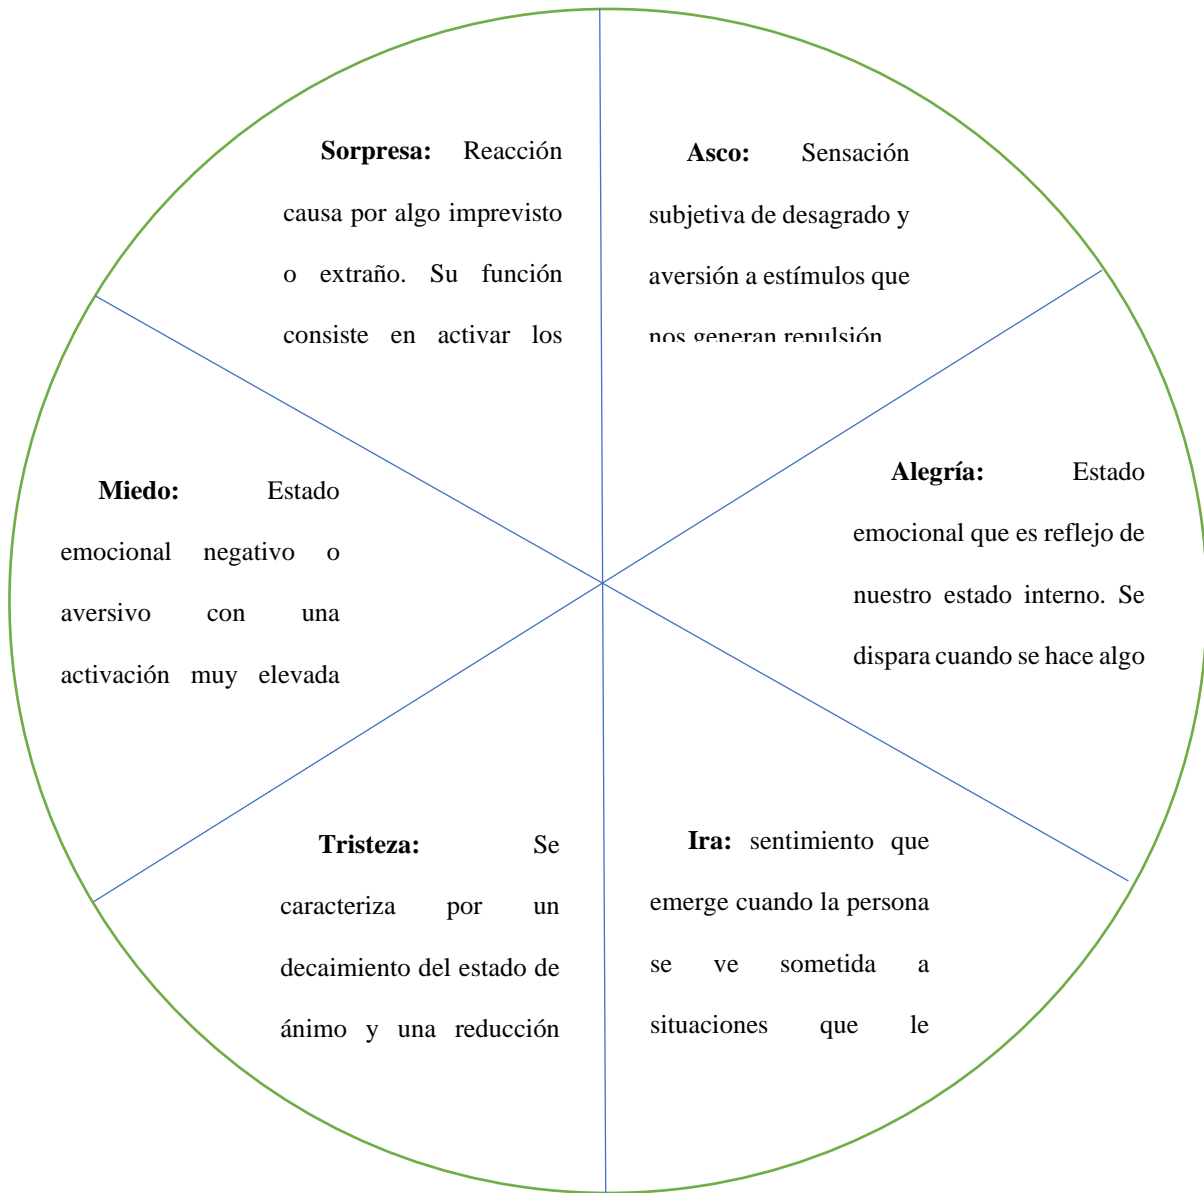 Sorpresa: Reacción
causa por algo imprevisto
o extraño. Su función
consiste en activar los
Asco: Sensación
subjetiva de desagrado y
aversión a estímulos que
nos generan repulsión
Miedo: Estado
emocional negativo o
aversivo con una
activación muy elevada
Alegría: Estado
emocional que es reflejo de
nuestro estado interno. Se
dispara cuando se hace algo
Tristeza: Se
caracteriza por un
decaimiento del estado de
ánimo y una reducción
Ira: sentimiento que
emerge cuando la persona
se ve sometida a
situaciones que le